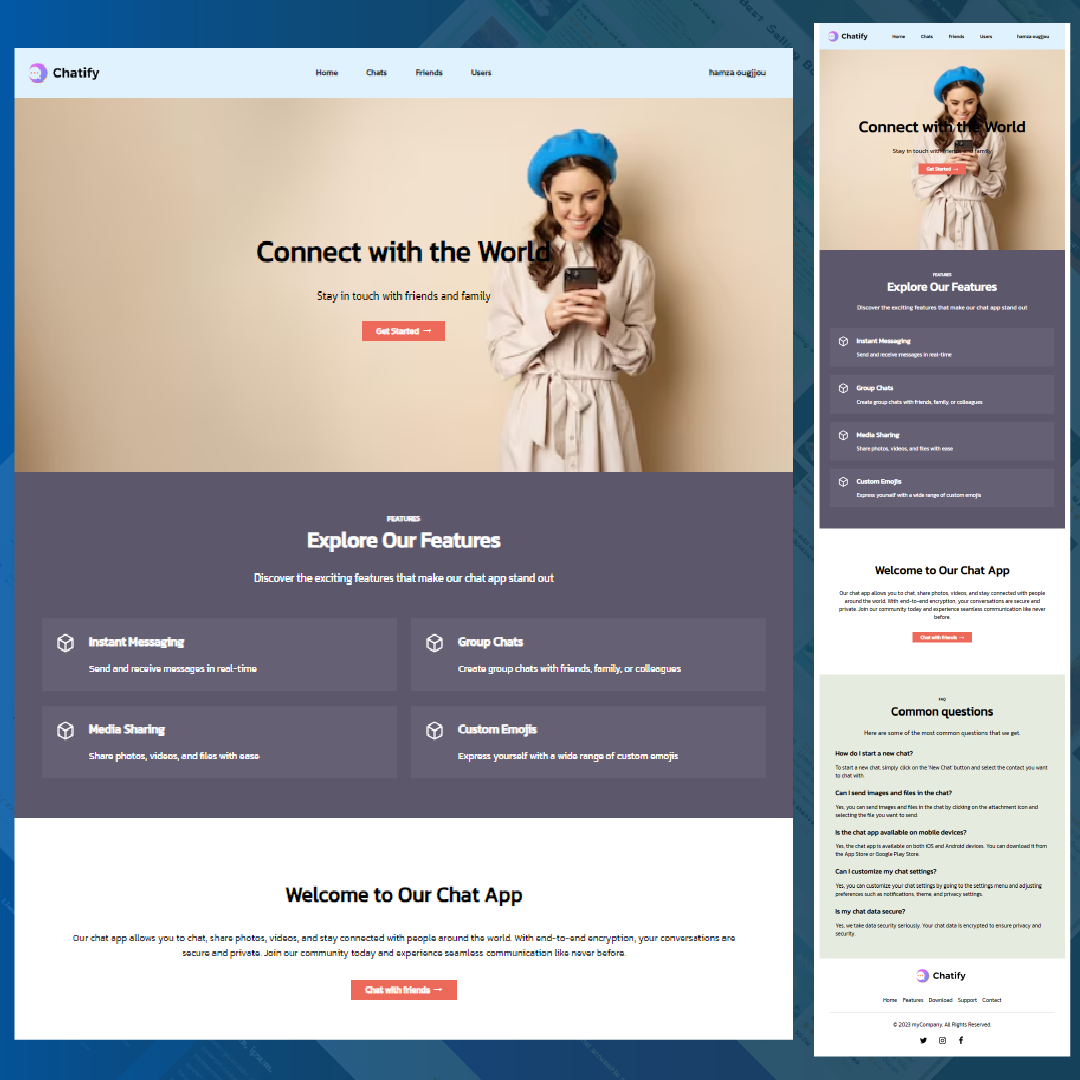 Chatify
Home Chats Friends Users
hamza ougjjou
Connect with the World
Stay in touch with friends and family
Get Started →
FEATURES
Explore Our Features
Discover the exciting features that make our chat app stand out
Instant Messaging
Send and receive messages in real-time
Group Chats
Create group chats with friends, family, or colleagues
Media Sharing
Share photos, videos, and files with ease
Custom Emojis
Express yourself with a wide range of custom emojis
Welcome to Our Chat App
Our chat app allows you to chat, share photos, videos, and stay connected with people around the world. With end-to-end encryption, your conversations are
secure and private. Join our community today and experience seamless communication like never before.
Chat with friends →
Chatify
Home Chats Friends Users
hamza ougjjou
Connect with the World
Stay in touch with friends and family
Get Started →
FEATURES
Explore Our Features
Discover the exciting features that make our chat app stand out
Instant Messaging
Send and receive messages in real-time
Group Chats
Create group chats with friends, family, or colleagues
Media Sharing
Share photos, videos, and files with ease
Custom Emojis
Express yourself with a wide range of custom emojis
Welcome to Our Chat App
Our chat app allows you to chat, share photos, videos, and stay connected with people
around the world. With end-to-end encryption, your conversations are secure and
private. Join our community today and experience seamless communication like never
before.
Chat with friends →
FAQ
Common questions
Here are some of the most common questions that we get.
How do I start a new chat?
To start a new chat, simply click on the 'New Chat' button and select the contact you want
to chat with.
Can I send images and files in the chat?
Yes, you can send images and files in the chat by clicking on the attachment icon and
selecting the file you want to send.
Is the chat app available on mobile devices?
Yes, the chat app is available on both iOS and Android devices. You can download it from
the App Store or Google Play Store.
Can I customize my chat settings?
Yes, you can customize your chat settings by going to the settings menu and adjusting
preferences such as notifications, theme, and privacy settings.
Is my chat data secure?
Yes, we take data security seriously. Your chat data is encrypted to ensure privacy and
security.
Chatify
Home Features Download Support Contact
© 2023 myCompany. All Rights Reserved.
Best Selling